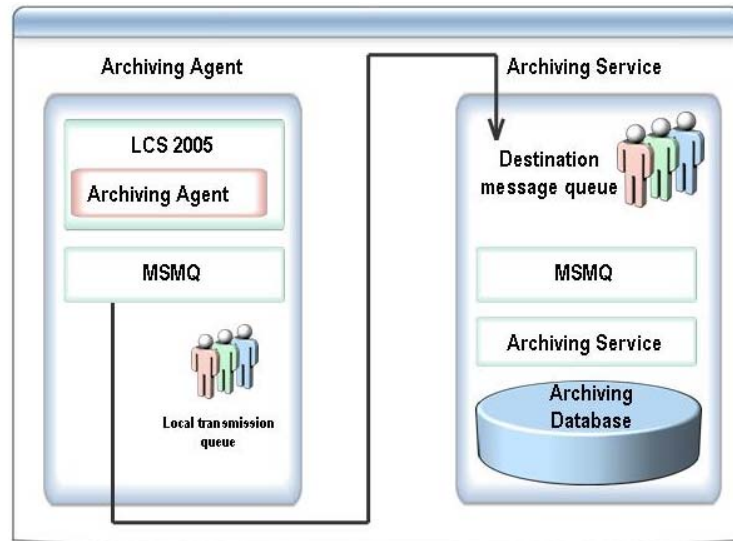 Archiving Agent
LCS 2005
Archiving Agent
MSMQ
Local transmission
queue
Archiving Service
Destination
message queue
MSMQ
Archiving Service
Archiving
Database